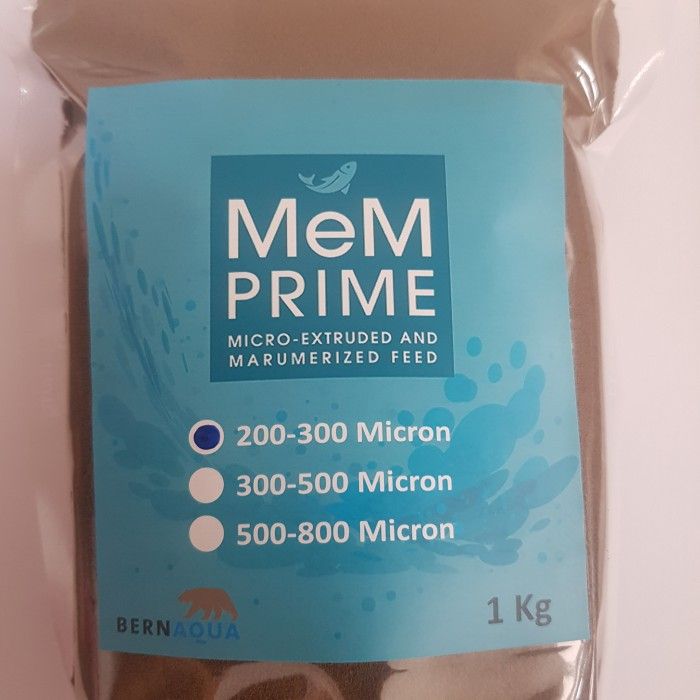 MeM
PRIME
MICRO-EXTRUDED AND
MARUMERIZED FEED
200-300 Micron
300-500 Micron
500-800 Micron
BERNAQUA
1 Kg